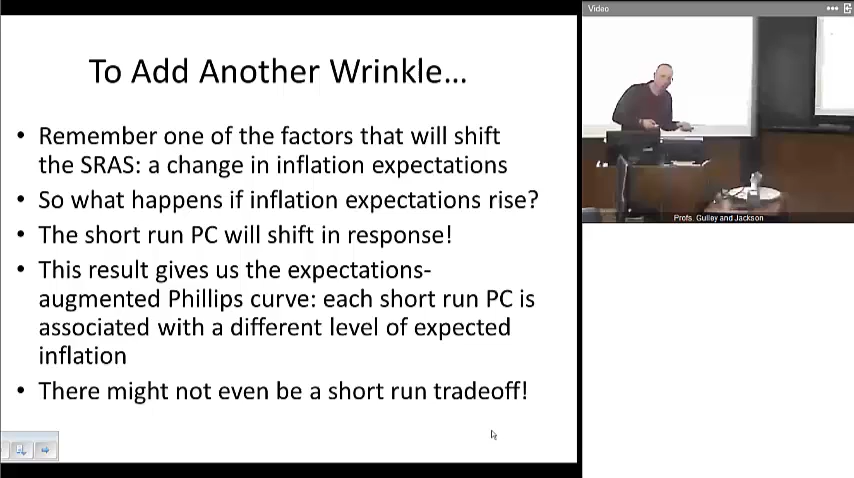 To Add Another Wrinkle...
• Remember one of the factors that will shift
the SRAS: a change in inflation expectations
• So what happens if inflation expectations rise?
• The short run PC will shift in response!
• This result gives us the expectations-
augmented Phillips curve: each short run PC is
associated with a different level of expected
inflation
• There might not even be a short run tradeoff!
Video
Profs. Gulley and Jackson